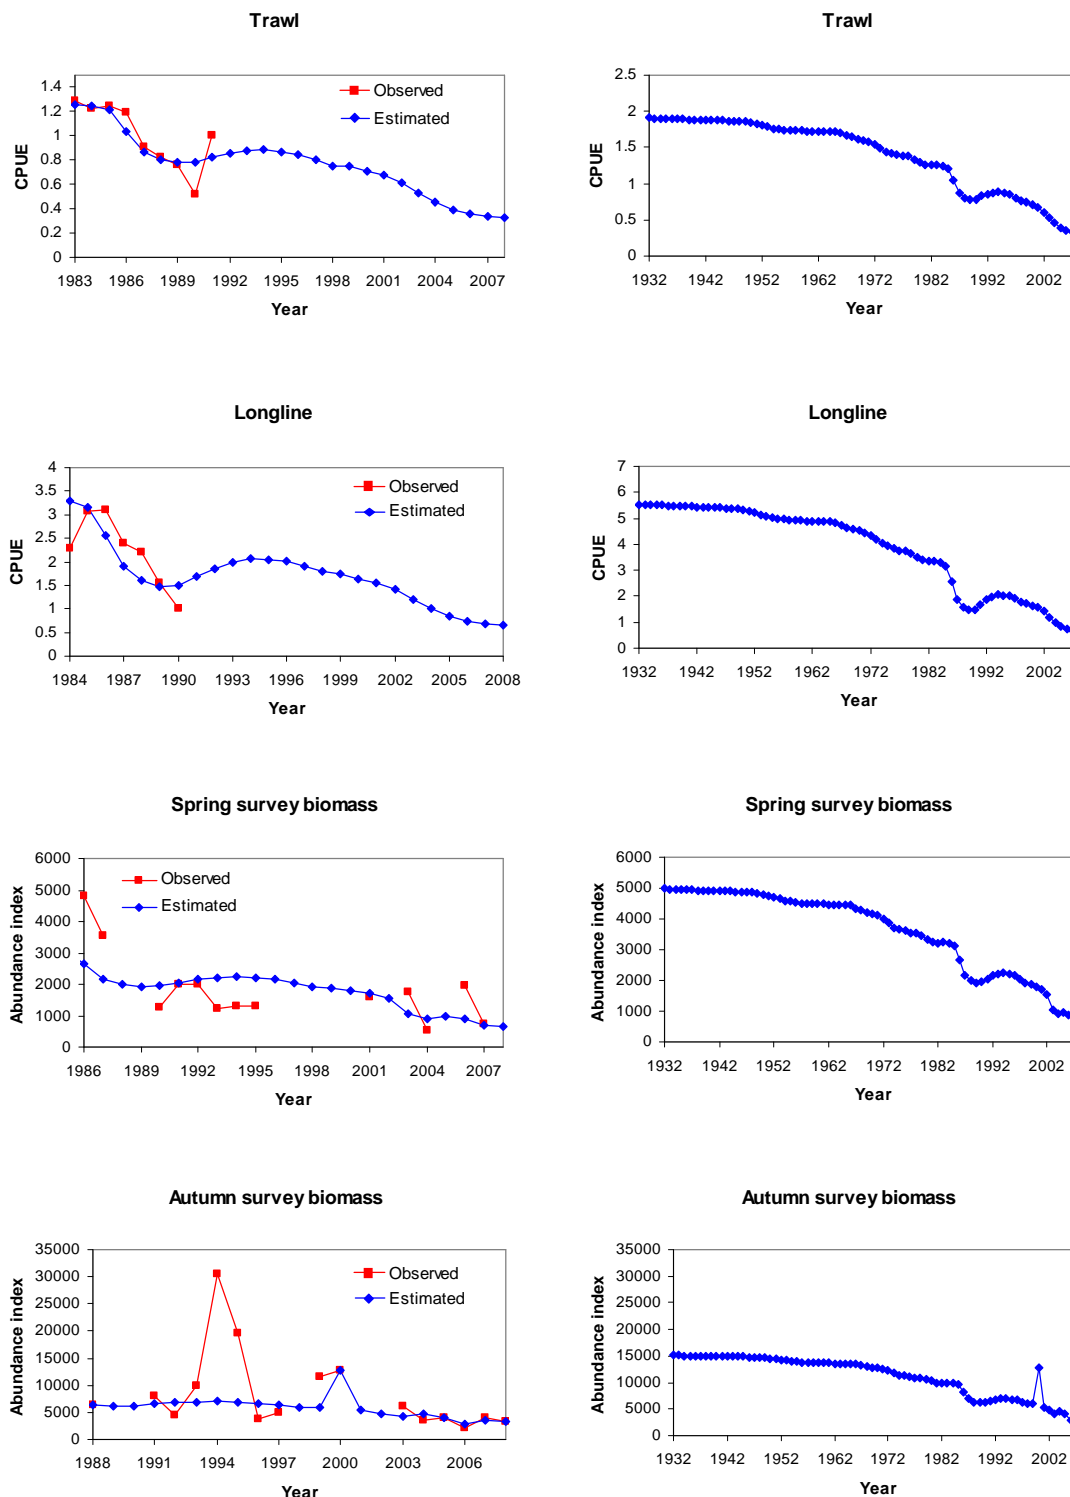 Trawl
1.4
1.2
1
0.8
0.6
0.4
0.2
0
CPUE
Observed
Estimated
1983 1986 1989 1992 1995 1998 2001 2004 2007
Year
Trawl
2.5
2
1.5
1
0.5
0
CPUE
1932 1942 1952 1962 1972 1982 1992 2002
Year
Longline
4
3.5
3
2.5
2
1.5
1
0.5
0
CPUE
Observed
Estimated
1984 1987 1990 1993 1996 1999 2002 2005 2008
Year
Longline
7
6
5
4
3
2
1
0
CPUE
1932 1942 1952 1962 1972 1982 1992 2002
Year
Spring survey biomass
6000
5000
4000
3000
2000
1000
0
Abundance index
Observed
Estimated
1986 1989 1992 1995 1998 2001 2004 2007
Year
Spring survey biomass
6000
5000
4000
3000
2000
1000
0
Abundance index
1932 1942 1952 1962 1972 1982 1992 2002
Year
Autumn survey biomass
35000
30000
25000
20000
15000
10000
5000
0
Abundance index
Observed
Estimated
1988 1991 1994 1997 2000 2003 2006
Year
Autumn survey biomass
35000
30000
25000
20000
15000
10000
5000
0
Abundance index
1932 1942 1952 1962 1972 1982 1992 2002
Year